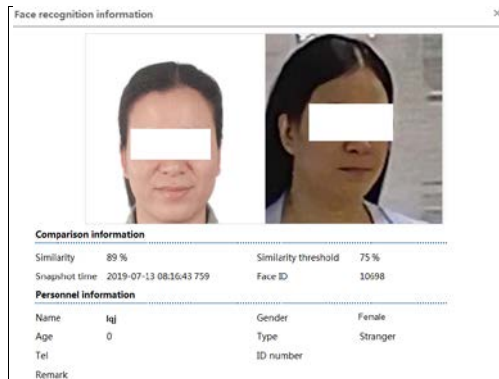 Face recognition information ×
Comparison information
Similarity 89 % Similarity threshold 75 %
Snapshot time 2019-07-13 08:16:43 759 Face ID 10698
Personnel information
Name lqj Gender Female
Age 0 Type Stranger
Tel ID number
Remark